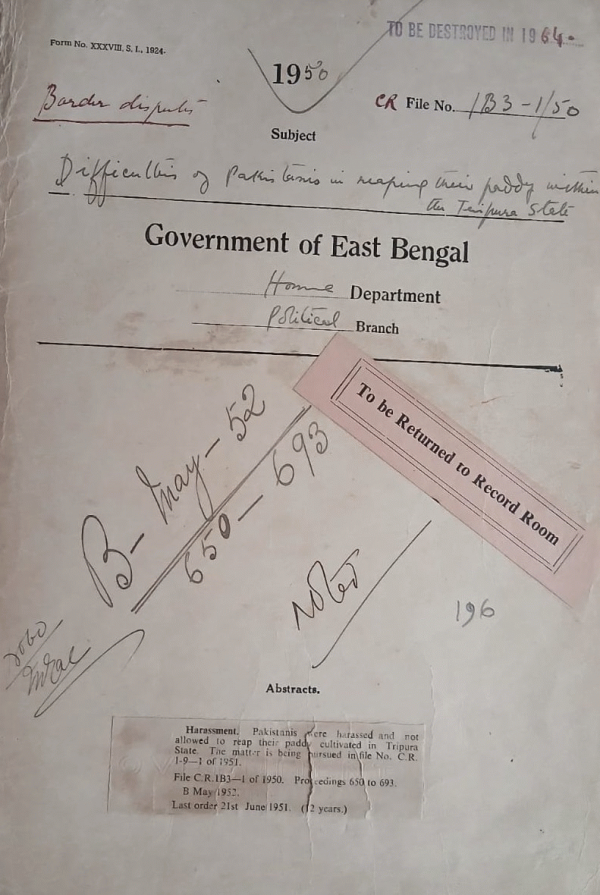 TO BE DESTROYED IN 1964.
Form No. XXXVIII, S. I., 1924.
1950
Border disputes
CR File No. 1B3-1/50
Subject
Difficulties of Pakistanis in reaping their paddy within
the Tripura State
Government of East Bengal
Home Department
Political Branch
To be Returned to Record Room
B- May-52
650-693
Noted
196
Abstracts.
Harassment. Pakistanis were harassed and not
allowed to reap their paddy cultivated in Tripura
State. The matter is being pursued in file No. C.R.
1-9—1 of 1951.
File C.R. 1B3—1 of 1950. Proceedings 650 to 693.
B May/1952.
Last order 21st June 1951. (12 years.)